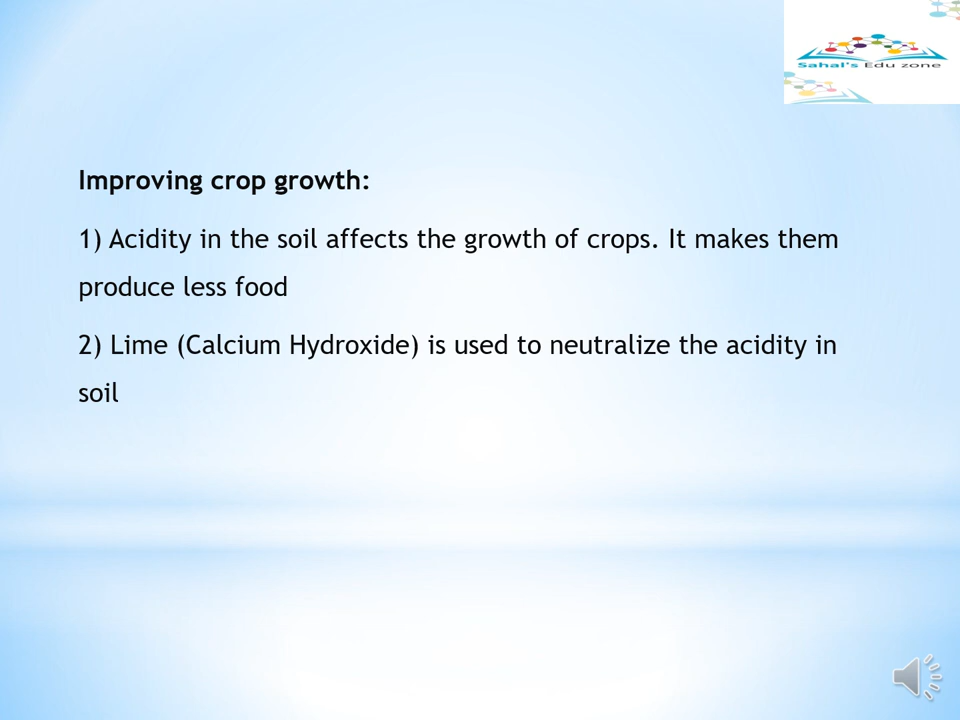 Sahal's Edu zone
Improving crop growth:
1) Acidity in the soil affects the growth of crops. It makes them
produce less food
2) Lime (Calcium Hydroxide) is used to neutralize the acidity in
soil